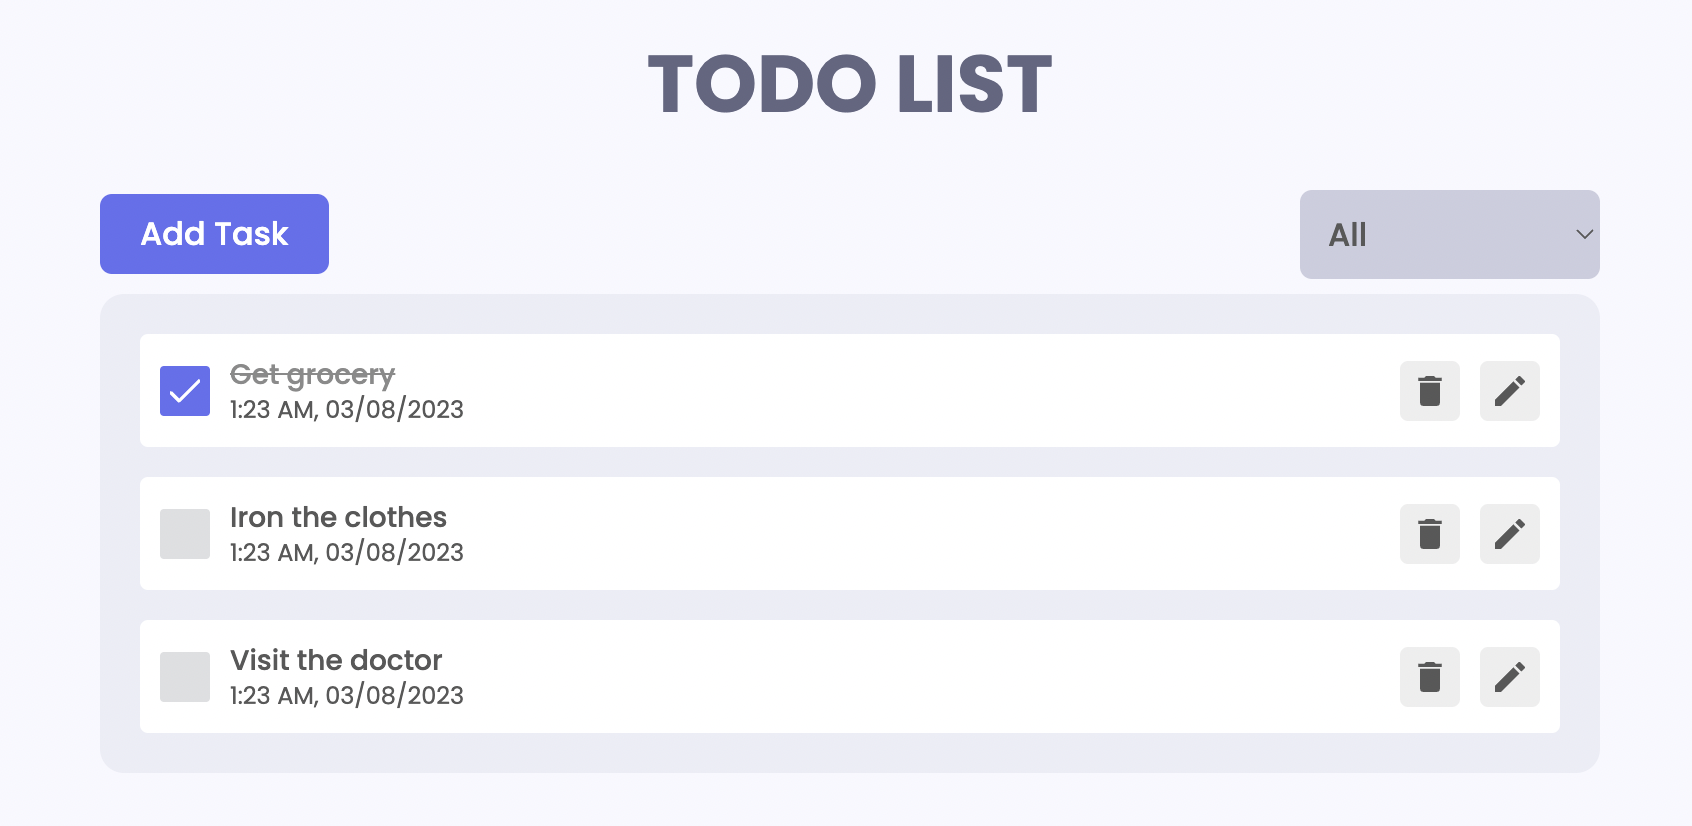 TODO LIST
Add Task
All
Get grocery
1:23 AM, 03/08/2023
Iron the clothes
1:23 AM, 03/08/2023
Visit the doctor
1:23 AM, 03/08/2023